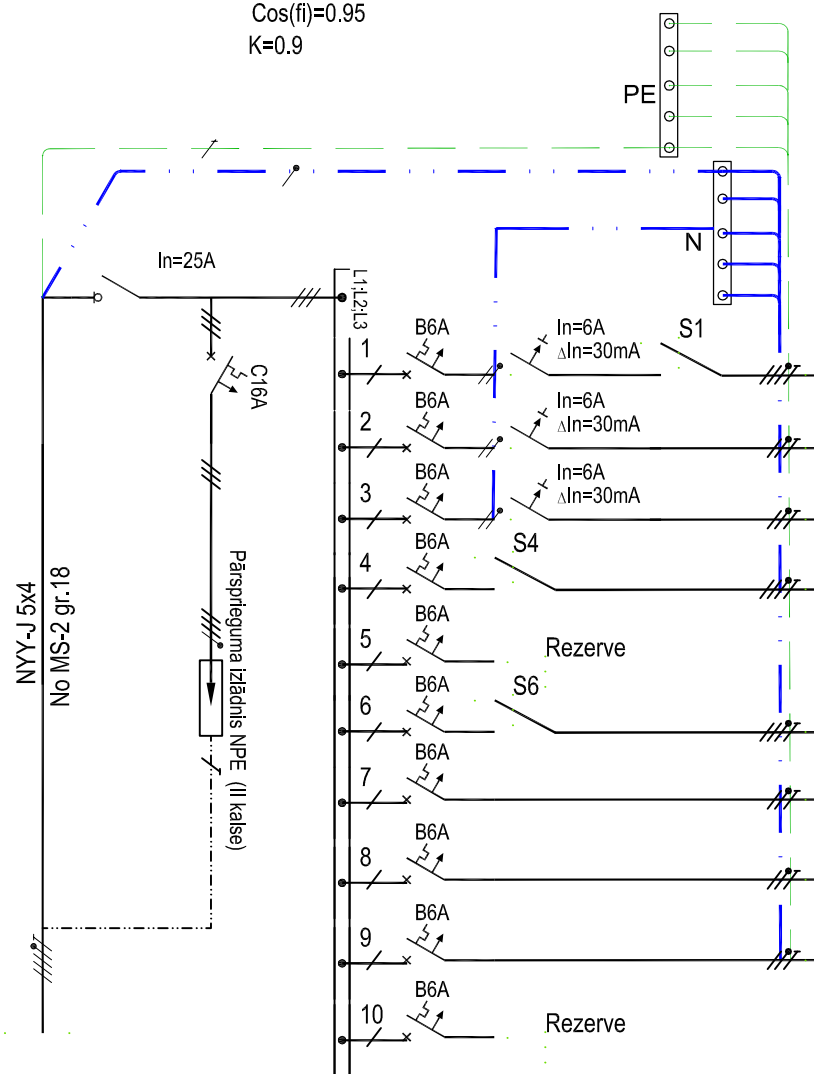 Cos(fi)=0.95
K=0.9
PE
N
In=25A
L1;L2;L3
C16A
NYY-J 5x4
No MS-2 gr.18
Pārsprieguma izlādnis NPE (II kalse)
1
B6A
In=6A
ΔIn=30mA
S1
2
B6A
In=6A
ΔIn=30mA
3
B6A
In=6A
ΔIn=30mA
4
B6A
S4
5
B6A
Rezerve
6
B6A
S6
7
B6A
8
B6A
9
B6A
10
B6A
Rezerve